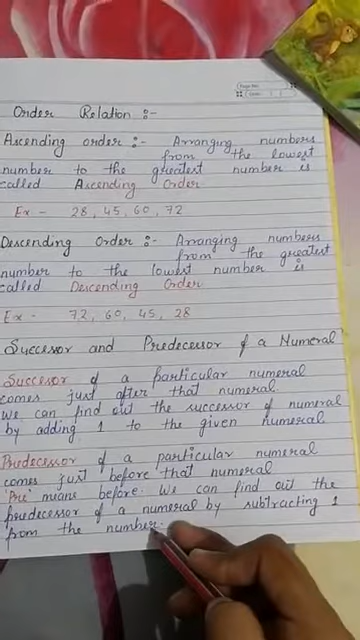 Order Relation :-
Ascending order :- Arranging numbers
from the lowest
number to the greatest number is
called Ascending Order
Ex - 28, 45, 60, 72
Descending Order :- Arranging numbers
from the greatest
number to the lowest number is
called Descending Order
Ex - 72, 60, 45, 28
Succesor and Predecessor of a Numeral
Succesor of a particular numeral
comes just after that numeral.
We can find out the successor of numeral
by adding 1 to the given numeral.
Predecessor of a particular numeral
comes just before that numeral
'Pre' means before. We can find out the
predecessor of a numeral by subtracting 1
from the number.